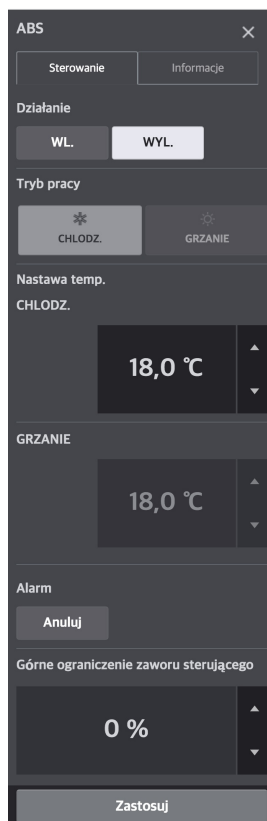 ABS
Sterowanie Informacje
Działanie
WL. WYL.
Tryb pracy
CHLODZ. GRZANIE
Nastawa temp.
CHLODZ.
18,0 °C
GRZANIE
18,0 °C
Alarm
Anuluj
Górne ograniczenie zaworu sterującego
0 %
Zastosuj